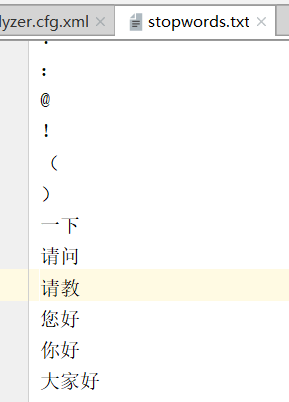 lyzer.cfg.xml stopwords.txt
：
@
！
（
）
一下
请问
请教
您好
你好
大家好